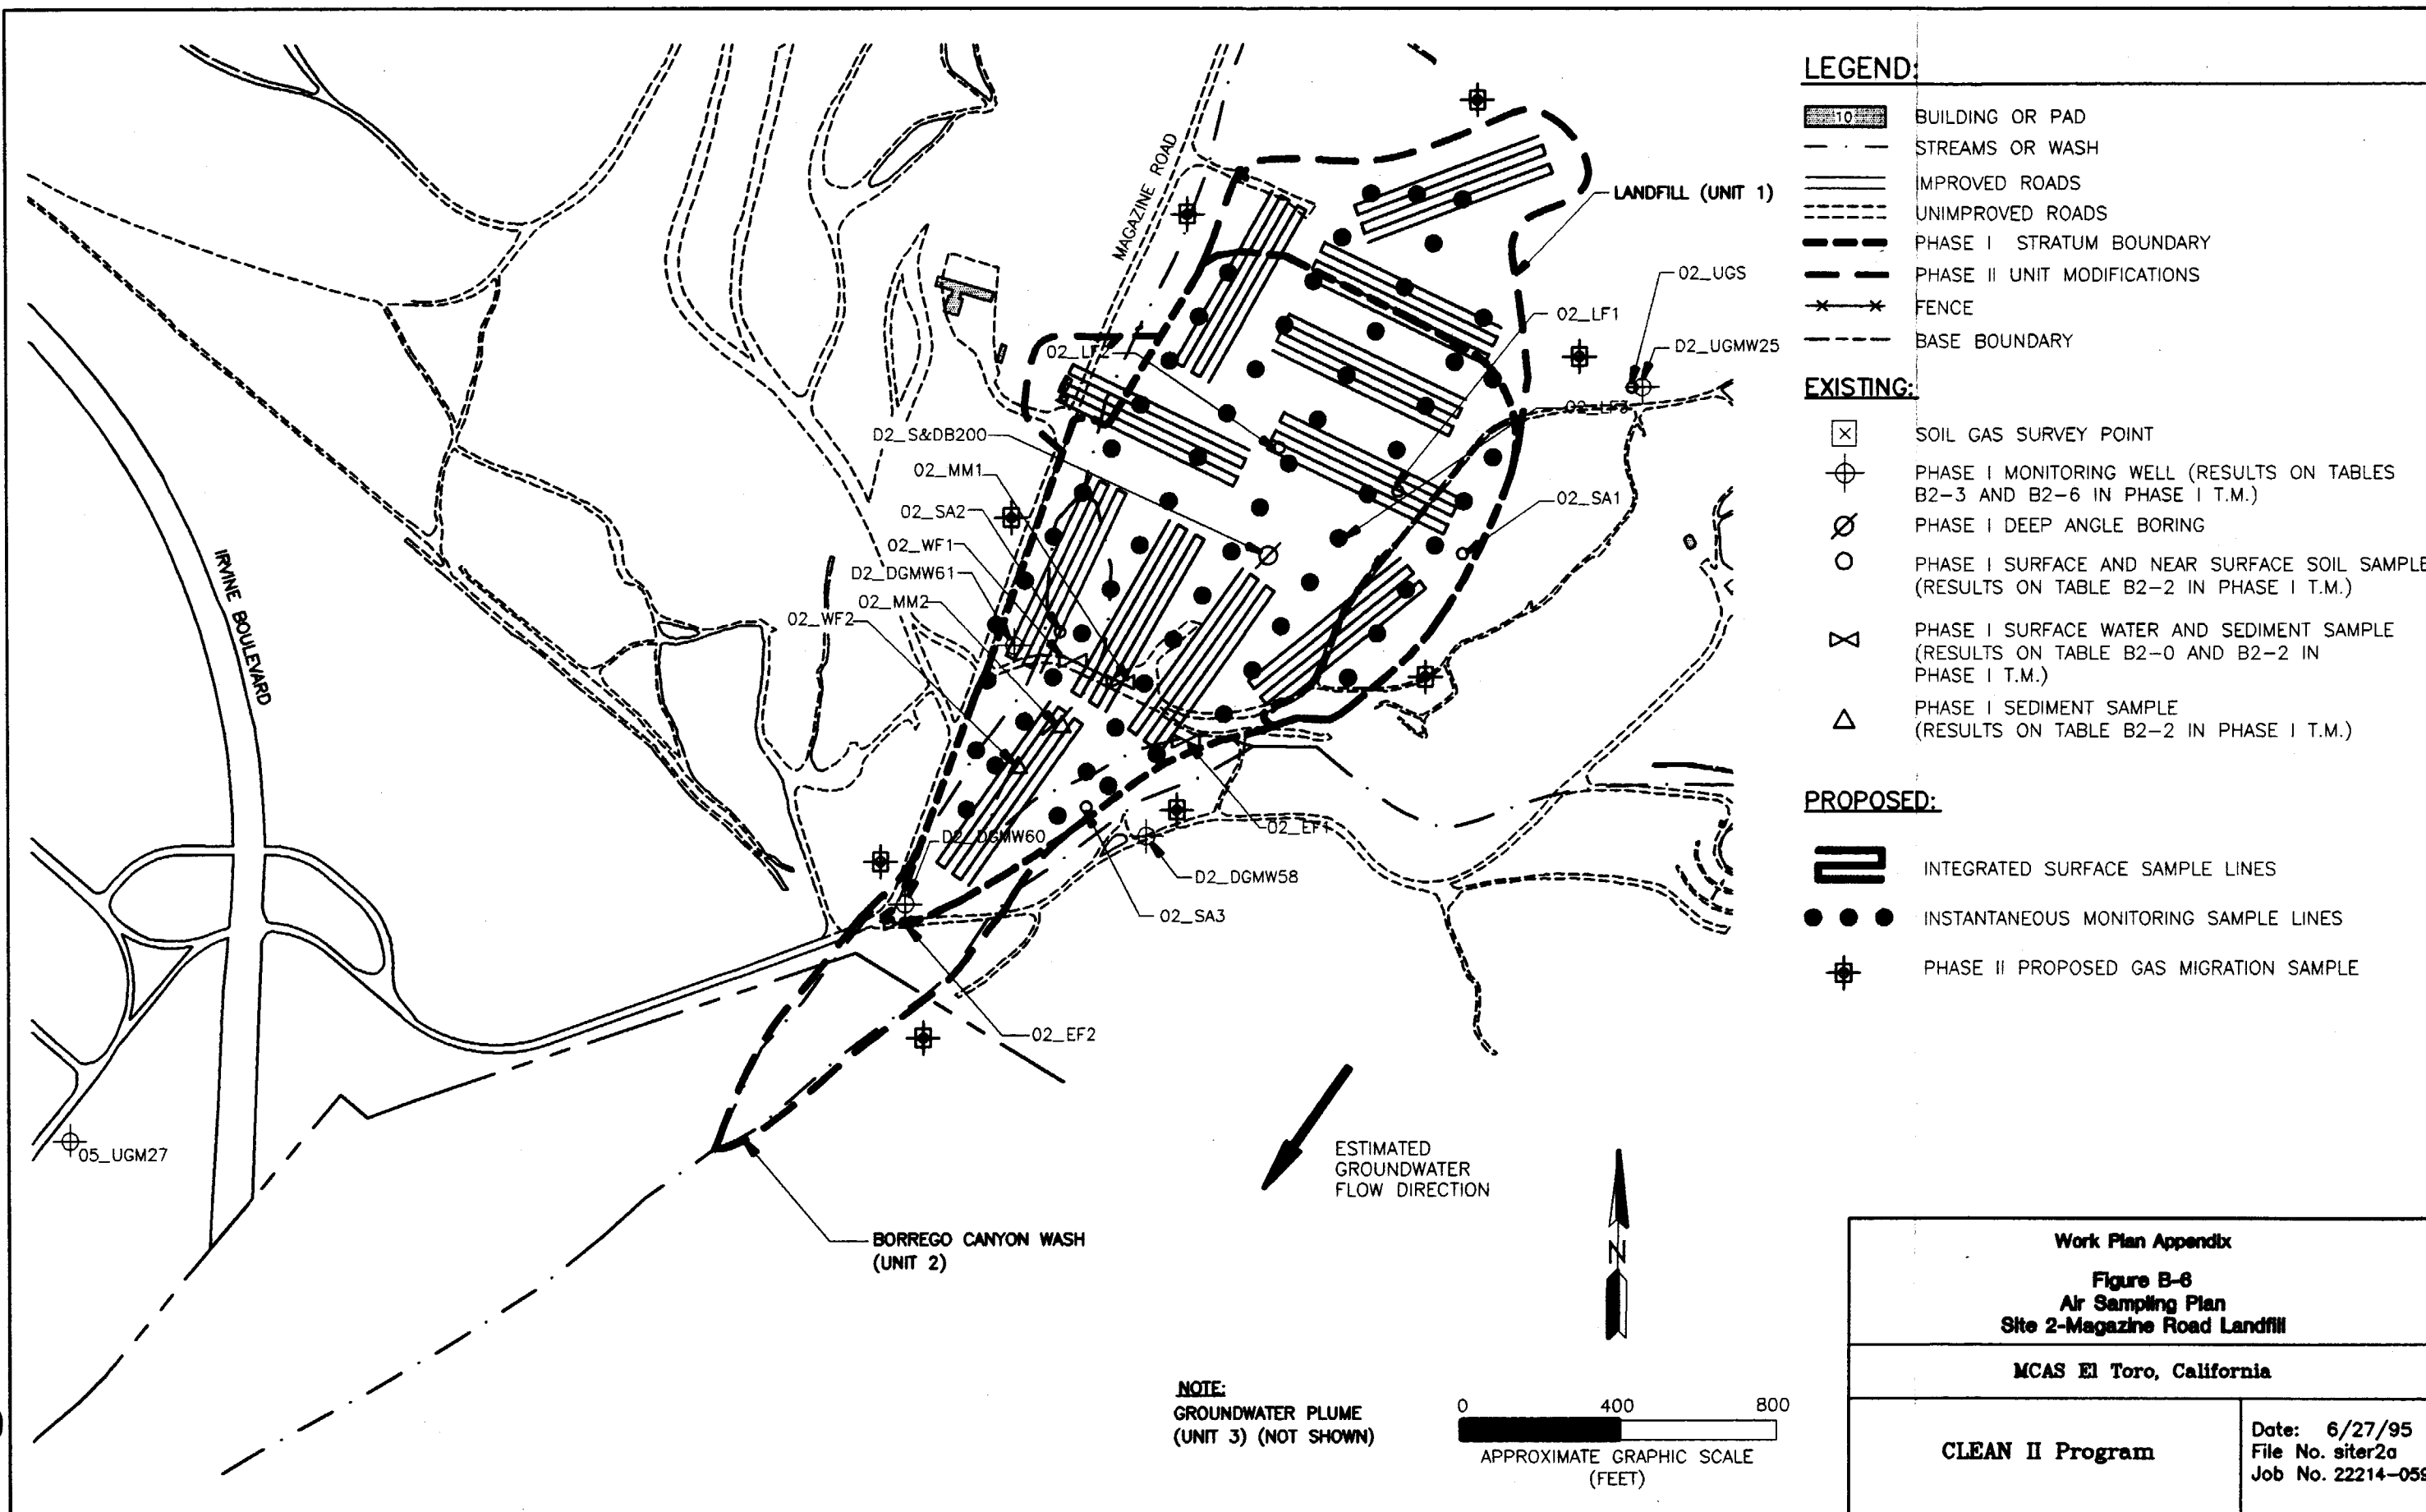 MAGAZINE ROAD
LANDFILL (UNIT 1)
02_UGS
02_LF1
D2_UGMW25
02_LF2
02_LF3
D2_S&DB200
02_MM1
02_SA1
02_SA2
02_WF1
D2_DGMW61
02_MM2
02_WF2
IRVINE BOULEVARD
D2_DGMW60
02_EF1
D2_DGMW58
02_SA3
02_EF2
05_UGM27
BORREGO CANYON WASH
(UNIT 2)
ESTIMATED
GROUNDWATER
FLOW DIRECTION
N
NOTE:
GROUNDWATER PLUME
(UNIT 3) (NOT SHOWN)
0 400 800
APPROXIMATE GRAPHIC SCALE
(FEET)
LEGEND:
10
BUILDING OR PAD
STREAMS OR WASH
IMPROVED ROADS
UNIMPROVED ROADS
PHASE I STRATUM BOUNDARY
PHASE II UNIT MODIFICATIONS
FENCE
BASE BOUNDARY
EXISTING:
SOIL GAS SURVEY POINT
PHASE I MONITORING WELL (RESULTS ON TABLES
B2-3 AND B2-6 IN PHASE I T.M.)
PHASE I DEEP ANGLE BORING
PHASE I SURFACE AND NEAR SURFACE SOIL SAMPLE
(RESULTS ON TABLE B2-2 IN PHASE I T.M.)
PHASE I SURFACE WATER AND SEDIMENT SAMPLE
(RESULTS ON TABLE B2-0 AND B2-2 IN
PHASE I T.M.)
PHASE I SEDIMENT SAMPLE
(RESULTS ON TABLE B2-2 IN PHASE I T.M.)
PROPOSED:
INTEGRATED SURFACE SAMPLE LINES
INSTANTANEOUS MONITORING SAMPLE LINES
PHASE II PROPOSED GAS MIGRATION SAMPLE
Work Plan Appendix
Figure B-6
Air Sampling Plan
Site 2-Magazine Road Landfill
MCAS El Toro, California
CLEAN II Program
Date: 6/27/95
File No. siter2a
Job No. 22214-059